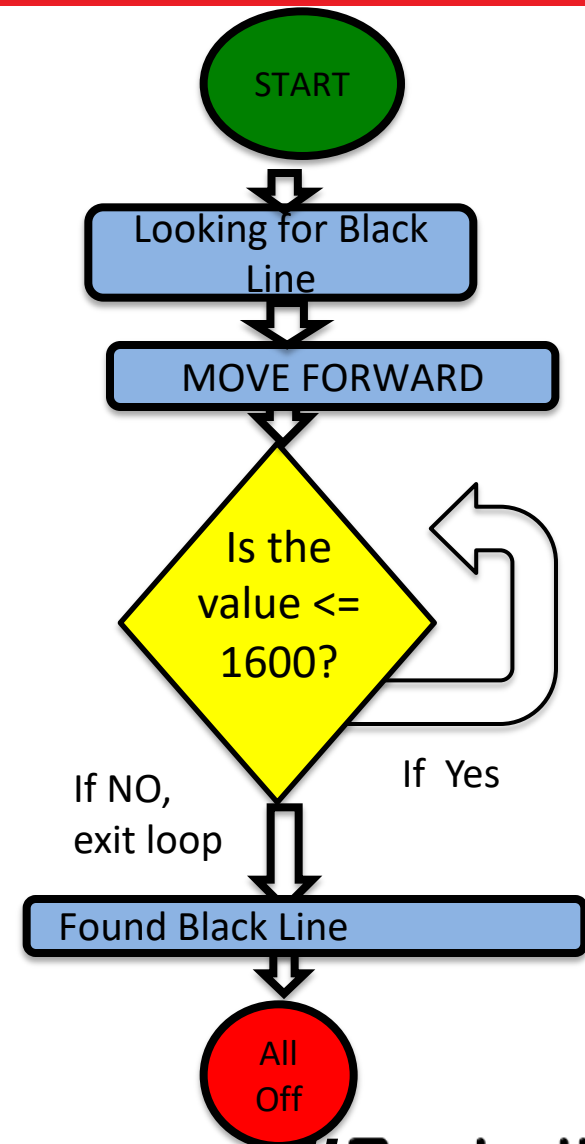 START
Looking for Black
Line
MOVE FORWARD
Is the
value <=
1600?
If Yes
If NO,
exit loop
Found Black Line
All
Off